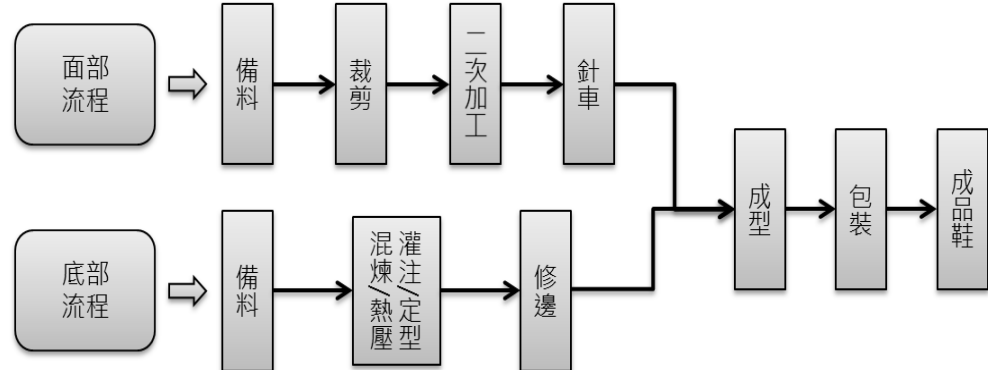 面部
流程
備料
裁剪
二次加工
針車
底部
流程
備料
灌注/定型
混煉/熱壓
修邊
成型
包裝
成品鞋